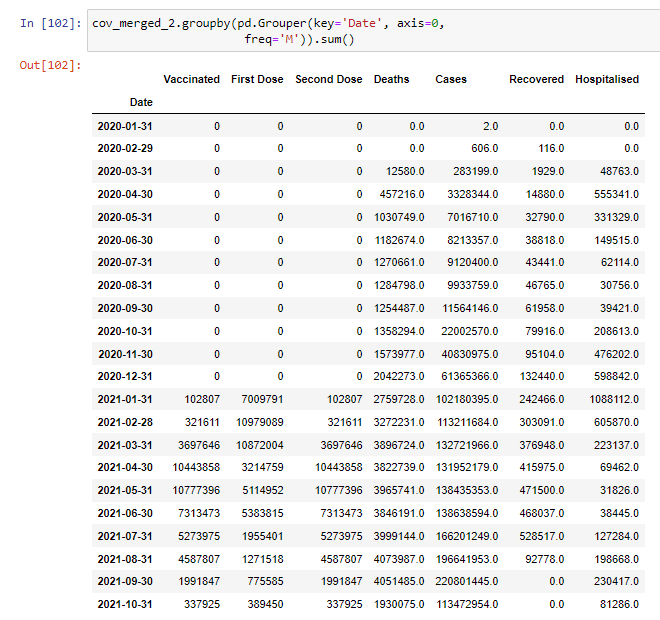 In [102]: cov_merged_2.groupby(pd.Grouper(key='Date', axis=0,
freq='M')).sum()
Out[102]:
Vaccinated First Dose Second Dose Deaths Cases Recovered Hospitalised
Date
2020-01-31 0 0 0 0.0 2.0 0.0 0.0
2020-02-29 0 0 0 0.0 606.0 116.0 0.0
2020-03-31 0 0 0 12580.0 283199.0 1929.0 48763.0
2020-04-30 0 0 0 457216.0 3328344.0 14880.0 555341.0
2020-05-31 0 0 0 1030749.0 7016710.0 32790.0 331329.0
2020-06-30 0 0 0 1182674.0 8213357.0 38818.0 149515.0
2020-07-31 0 0 0 1270661.0 9120400.0 43441.0 62114.0
2020-08-31 0 0 0 1284798.0 9933759.0 46765.0 30756.0
2020-09-30 0 0 0 1254487.0 11564146.0 61958.0 39421.0
2020-10-31 0 0 0 1358294.0 22002570.0 79916.0 208613.0
2020-11-30 0 0 0 1573977.0 40830975.0 95104.0 476202.0
2020-12-31 0 0 0 2042273.0 61365366.0 132440.0 598842.0
2021-01-31 102807 7009791 102807 2759728.0 102180395.0 242466.0 1088112.0
2021-02-28 321611 10979089 321611 3272231.0 113211684.0 303091.0 605870.0
2021-03-31 3697646 10872004 3697646 3896724.0 132721966.0 376948.0 223137.0
2021-04-30 10443858 3214759 10443858 3822739.0 131952179.0 415975.0 69462.0
2021-05-31 10777396 5114952 10777396 3965741.0 138435353.0 471500.0 31826.0
2021-06-30 7313473 5383815 7313473 3846191.0 138638594.0 468037.0 38445.0
2021-07-31 5273975 1955401 5273975 3999144.0 166201249.0 528517.0 127284.0
2021-08-31 4587807 1271518 4587807 4073987.0 196641953.0 92778.0 198668.0
2021-09-30 1991847 775585 1991847 4051485.0 220801445.0 0.0 230417.0
2021-10-31 337925 389450 337925 1930075.0 113472954.0 0.0 81286.0